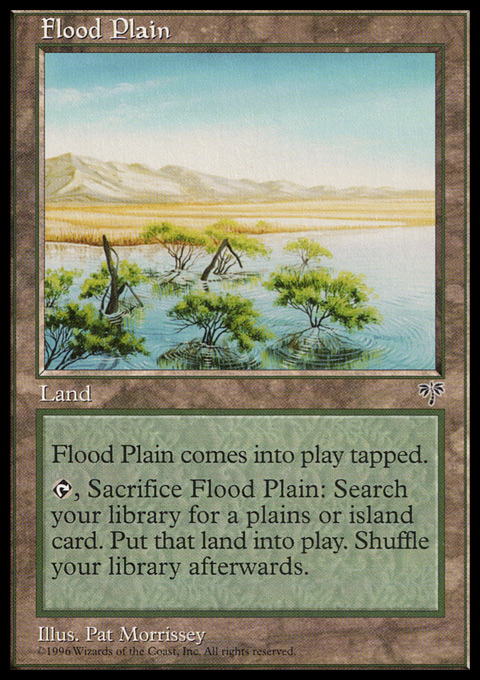 Flood Plain
Land
Flood Plain comes into play tapped.
, Sacrifice Flood Plain: Search
your library for a plains or island
card. Put that land into play. Shuffle
your library afterwards.
Illus. Pat Morrissey
©1996 Wizards of the Coast, Inc. All rights reserved.